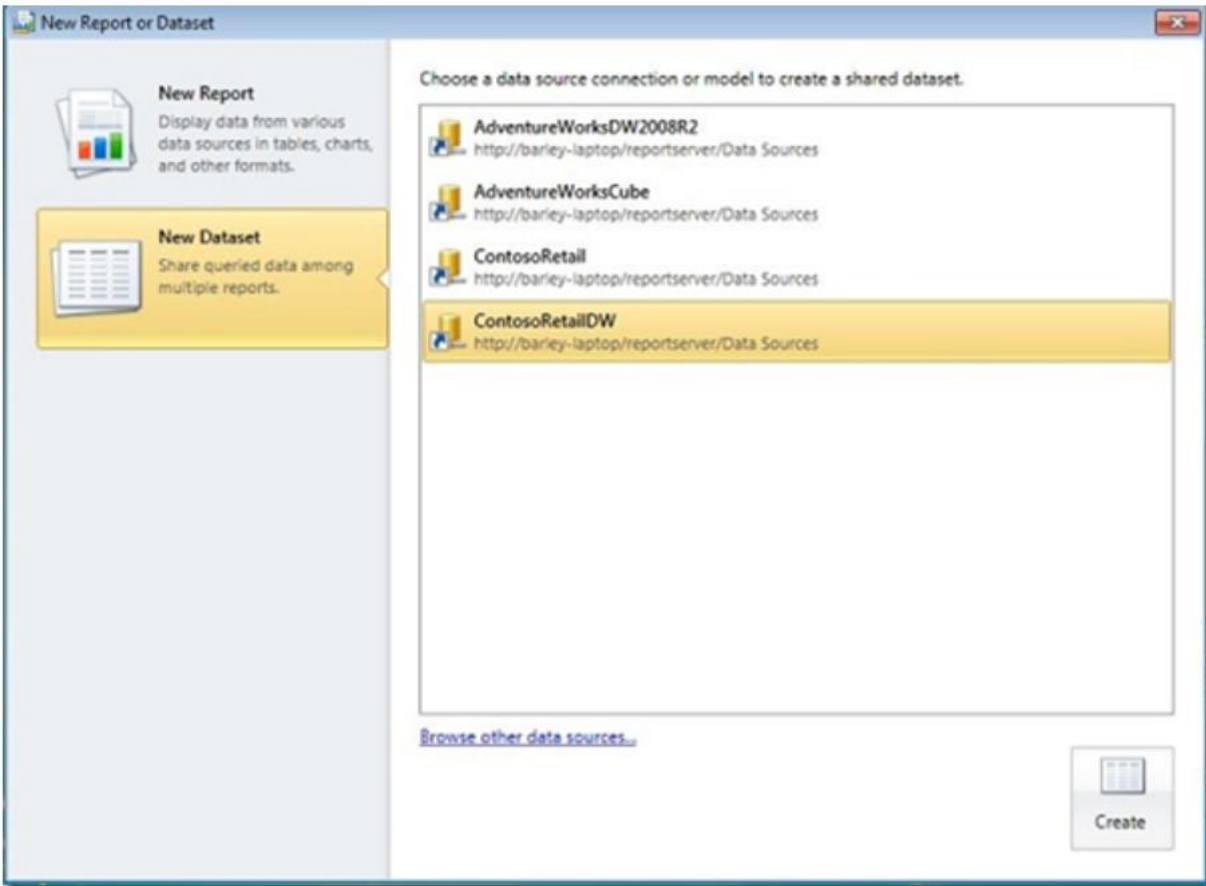 New Report or Dataset
New Report
Display data from various
data sources in tables, charts,
and other formats.
New Dataset
Share queried data among
multiple reports.
Choose a data source connection or model to create a shared dataset.
AdventureWorksDW2008R2
http://barley-laptop/reportserver/Data Sources
AdventureWorksCube
http://barley-laptop/reportserver/Data Sources
ContosoRetail
http://barley-laptop/reportserver/Data Sources
ContosoRetailDW
http://barley-laptop/reportserver/Data Sources
Browse other data sources...
Create